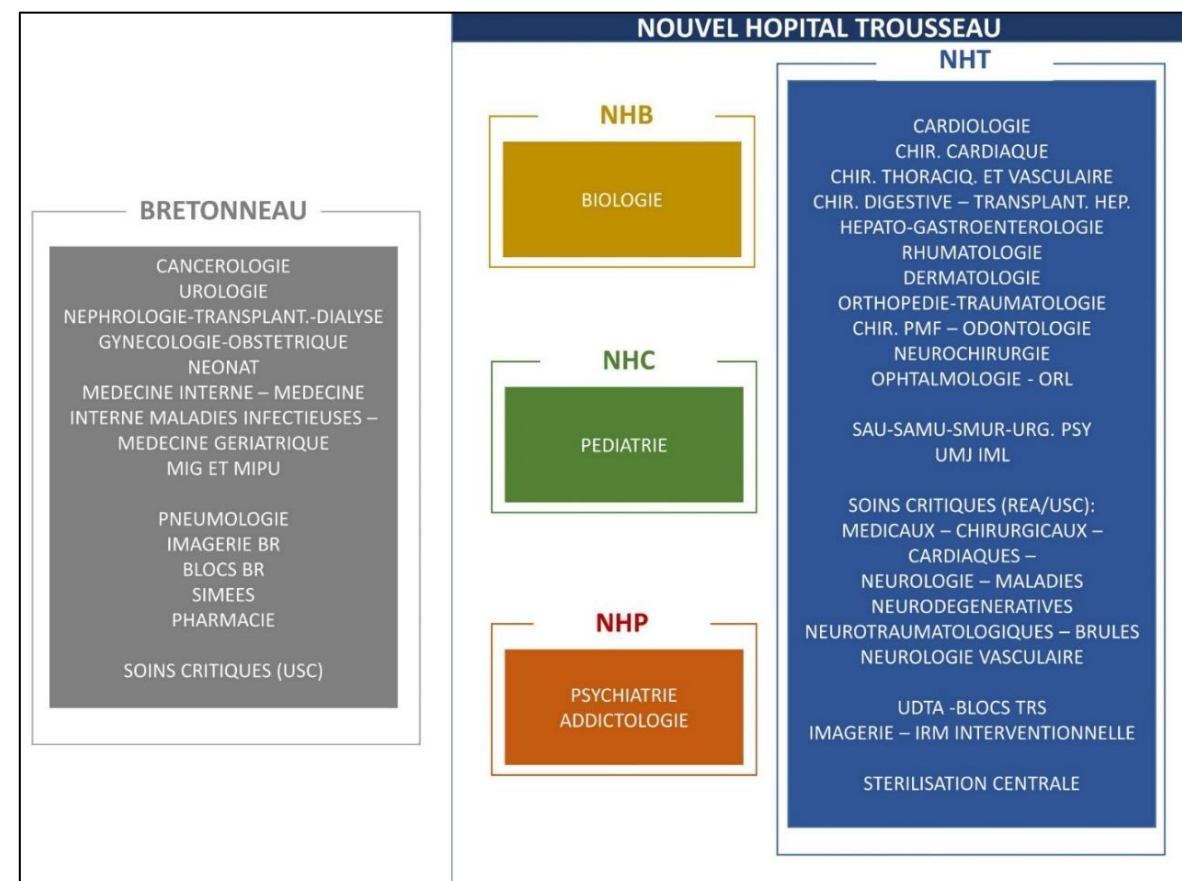 NOUVEL HOPITAL TROUSSEAU
BRETONNEAU
CANCEROLOGIE
UROLOGIE
NEPHROLOGIE-TRANSPLANT.-DIALYSE
GYNECOLOGIE-OBSTETRIQUE
NEONAT
MEDECINE INTERNE – MEDECINE
INTERNE MALADIES INFECTIEUSES –
MEDECINE GERIATRIQUE
MIG ET MIPU
PNEUMOLOGIE
IMAGERIE BR
BLOCS BR
SIMEES
PHARMACIE
SOINS CRITIQUES (USC)
NHB
BIOLOGIE
NHC
PEDIATRIE
NHP
PSYCHIATRIE
ADDICTOLOGIE
NHT
CARDIOLOGIE
CHIR. CARDIAQUE
CHIR. THORACIQ. ET VASCULAIRE
CHIR. DIGESTIVE – TRANSPLANT. HEP.
HEPATO-GASTROENTEROLOGIE
RHUMATOLOGIE
DERMATOLOGIE
ORTHOPEDIE-TRAUMATOLOGIE
CHIR. PMF – ODONTOLOGIE
NEUROCHIRURGIE
OPHTALMOLOGIE - ORL
SAU-SAMU-SMUR-URG. PSY
UMJ IML
SOINS CRITIQUES (REA/USC):
MEDICAUX – CHIRURGICAUX –
CARDIAQUES –
NEUROLOGIE – MALADIES
NEURODEGENERATIVES
NEUROTRAUMATOLOGIQUES – BRULES
NEUROLOGIE VASCULAIRE
UDTA -BLOCS TRS
IMAGERIE – IRM INTERVENTIONNELLE
STERILISATION CENTRALE